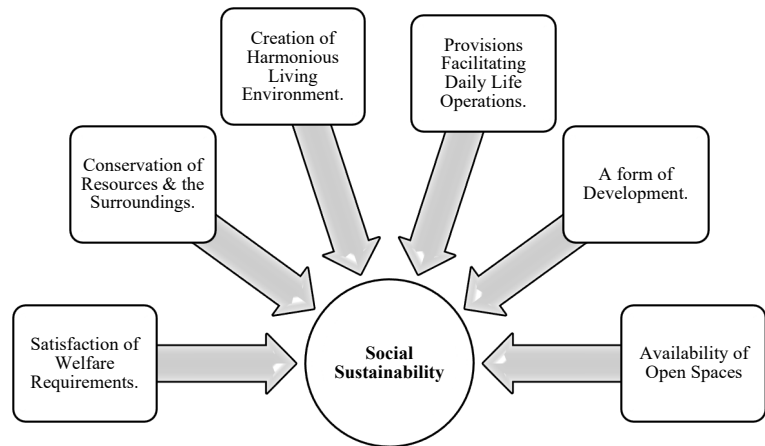 Creation of
Harmonious
Living
Environment.
Provisions
Facilitating
Daily Life
Operations.
Conservation of
Resources & the
Surroundings.
A form of
Development.
Satisfaction of
Welfare
Requirements.
Social
Sustainability
Availability of
Open Spaces